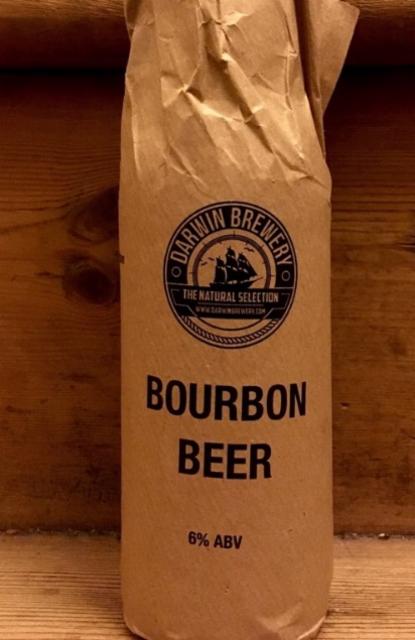 DARWIN BREWERY
THE NATURAL SELECTION
WWW.DARWINBREWERY.COM
BOURBON
BEER
6% ABV